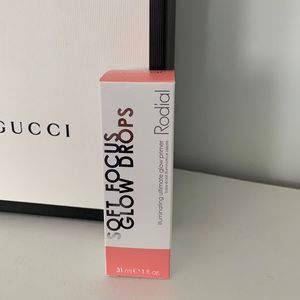 GUCCI
SOFT FOCUS
GLOW DROPS
illuminating ultimate glow primer
Rodial
31 ml ℮ 1 fl. oz.